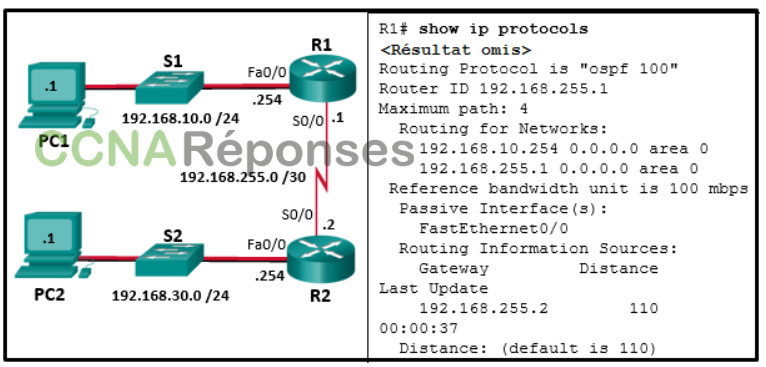 R1
S1
Fa0/0
.1
.254
192.168.10.0 /24
S0/0
.1
PC1
CCNARéponses
192.168.255.0 /30
S0/0
.2
S2
Fa0/0
.1
.254
PC2
192.168.30.0 /24
R2
R1# show ip protocols
<Résultat omis>
Routing Protocol is "ospf 100"
Router ID 192.168.255.1
Maximum path: 4
Routing for Networks:
192.168.10.254 0.0.0.0 area 0
192.168.255.1 0.0.0.0 area 0
Reference bandwidth unit is 100 mbps
Passive Interface(s):
FastEthernet0/0
Routing Information Sources:
Gateway Distance
Last Update
192.168.255.2 110
00:00:37
Distance: (default is 110)